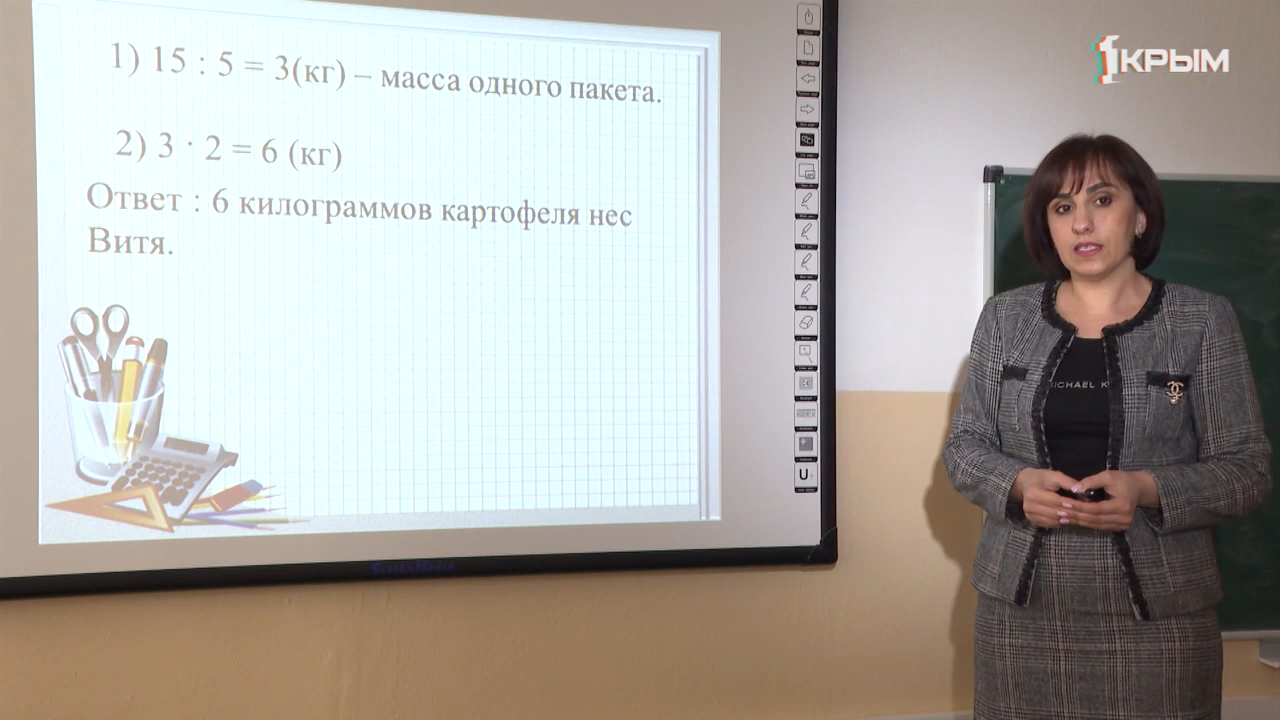 1) 15 : 5 = 3(кг) – масса одного пакета.
2) 3 · 2 = 6 (кг)
Ответ : 6 килограммов картофеля нес
Витя.
1КРЫМ
MICHAEL K